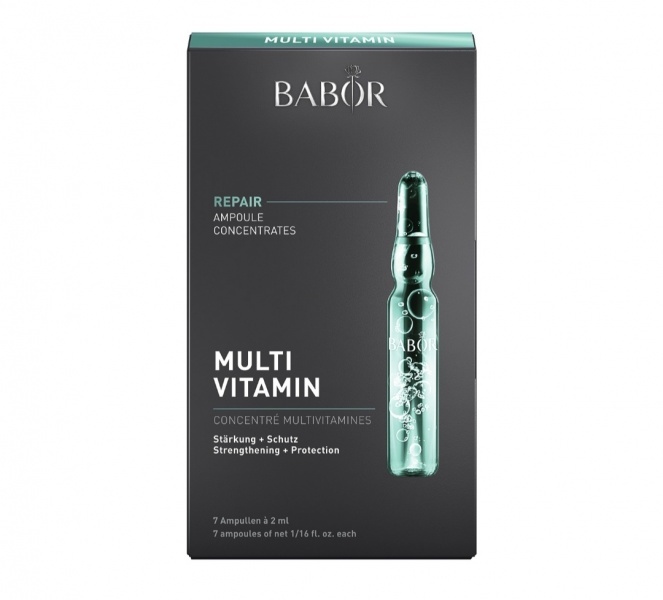 MULTI VITAMIN
BABOR
REPAIR
AMPOULE
CONCENTRATES
BABOR
MULTI
VITAMIN
CONCENTRÉ MULTIVITAMINES
Stärkung + Schutz
Strengthening + Protection
7 Ampullen à 2 ml
7 ampoules of net 1/16 fl. oz. each